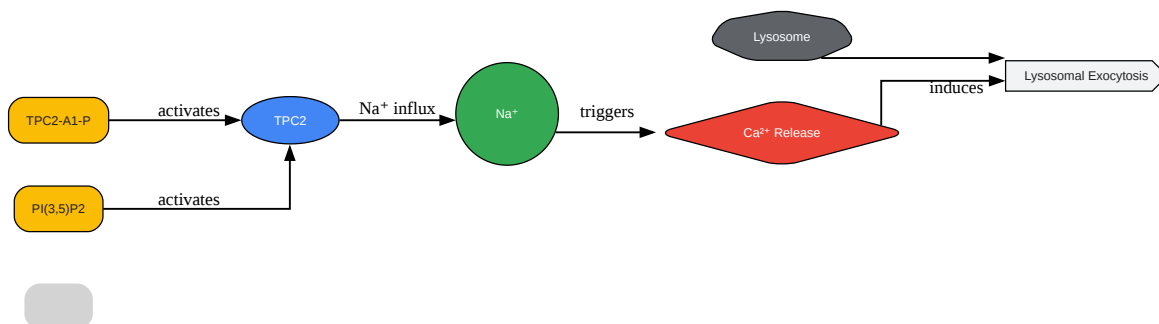 Lysosome
Lysosomal Exocytosis
induces
activates
Na⁺ influx
triggers
TPC2-A1-P
TPC2
Na⁺
Ca²⁺ Release
activates
PI(3,5)P2